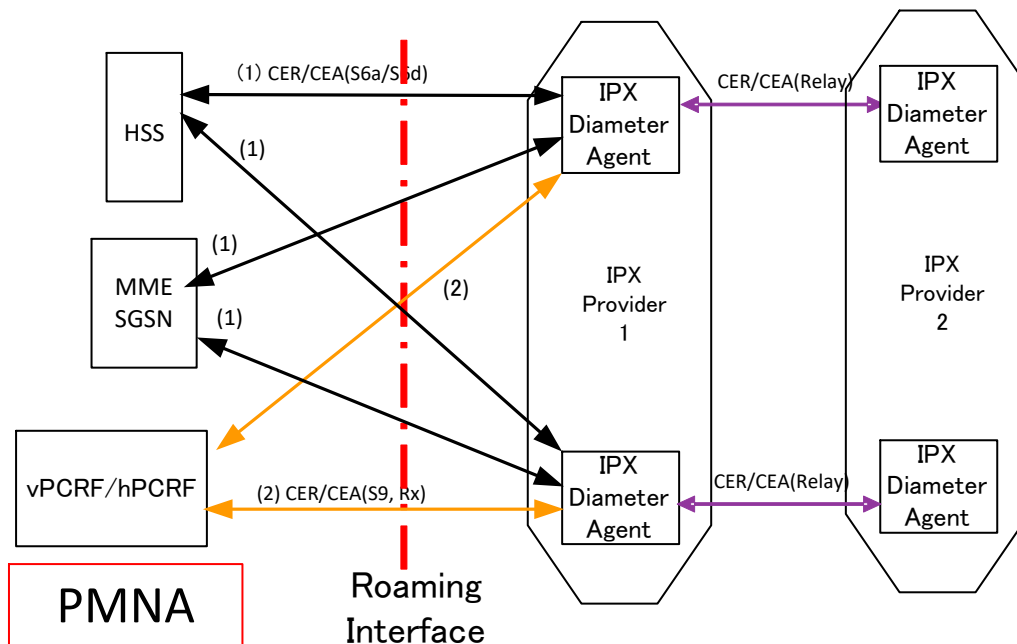 (1) CER/CEA(S6a/S6d)
HSS
(1)
IPX
Diameter
Agent
CER/CEA(Relay)
IPX
Diameter
Agent
(1)
MME
SGSN
(1)
(2)
IPX
Provider
1
IPX
Provider
2
vPCRF/hPCRF
(2) CER/CEA(S9, Rx)
IPX
Diameter
Agent
CER/CEA(Relay)
IPX
Diameter
Agent
PMNA
Roaming
Interface